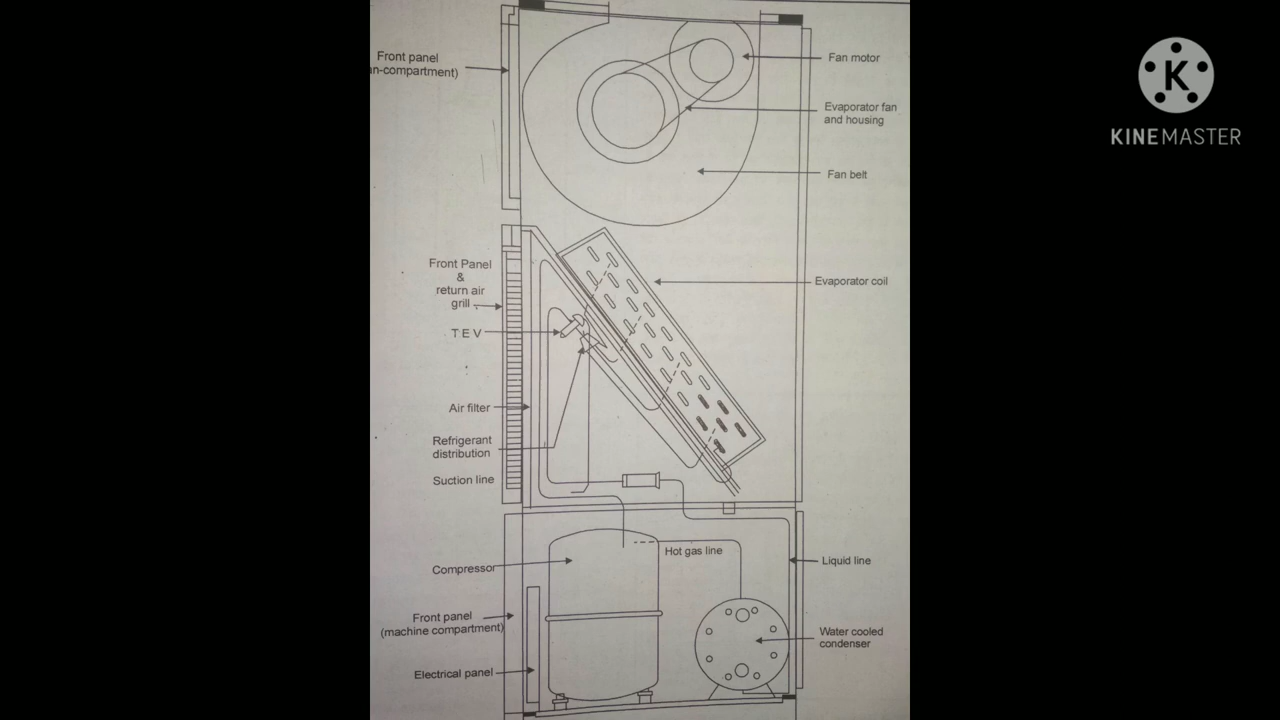 Front panel
an-compartment)
Fan motor
Evaporator fan
and housing
Fan belt
Front Panel
&
return air
grill
T E V
Evaporator coil
Air filter
Refrigerant
distribution
Suction line
Hot gas line
Compressor
Liquid line
Front panel
(machine compartment)
Water cooled
condenser
Electrical panel
K
KINEMASTER